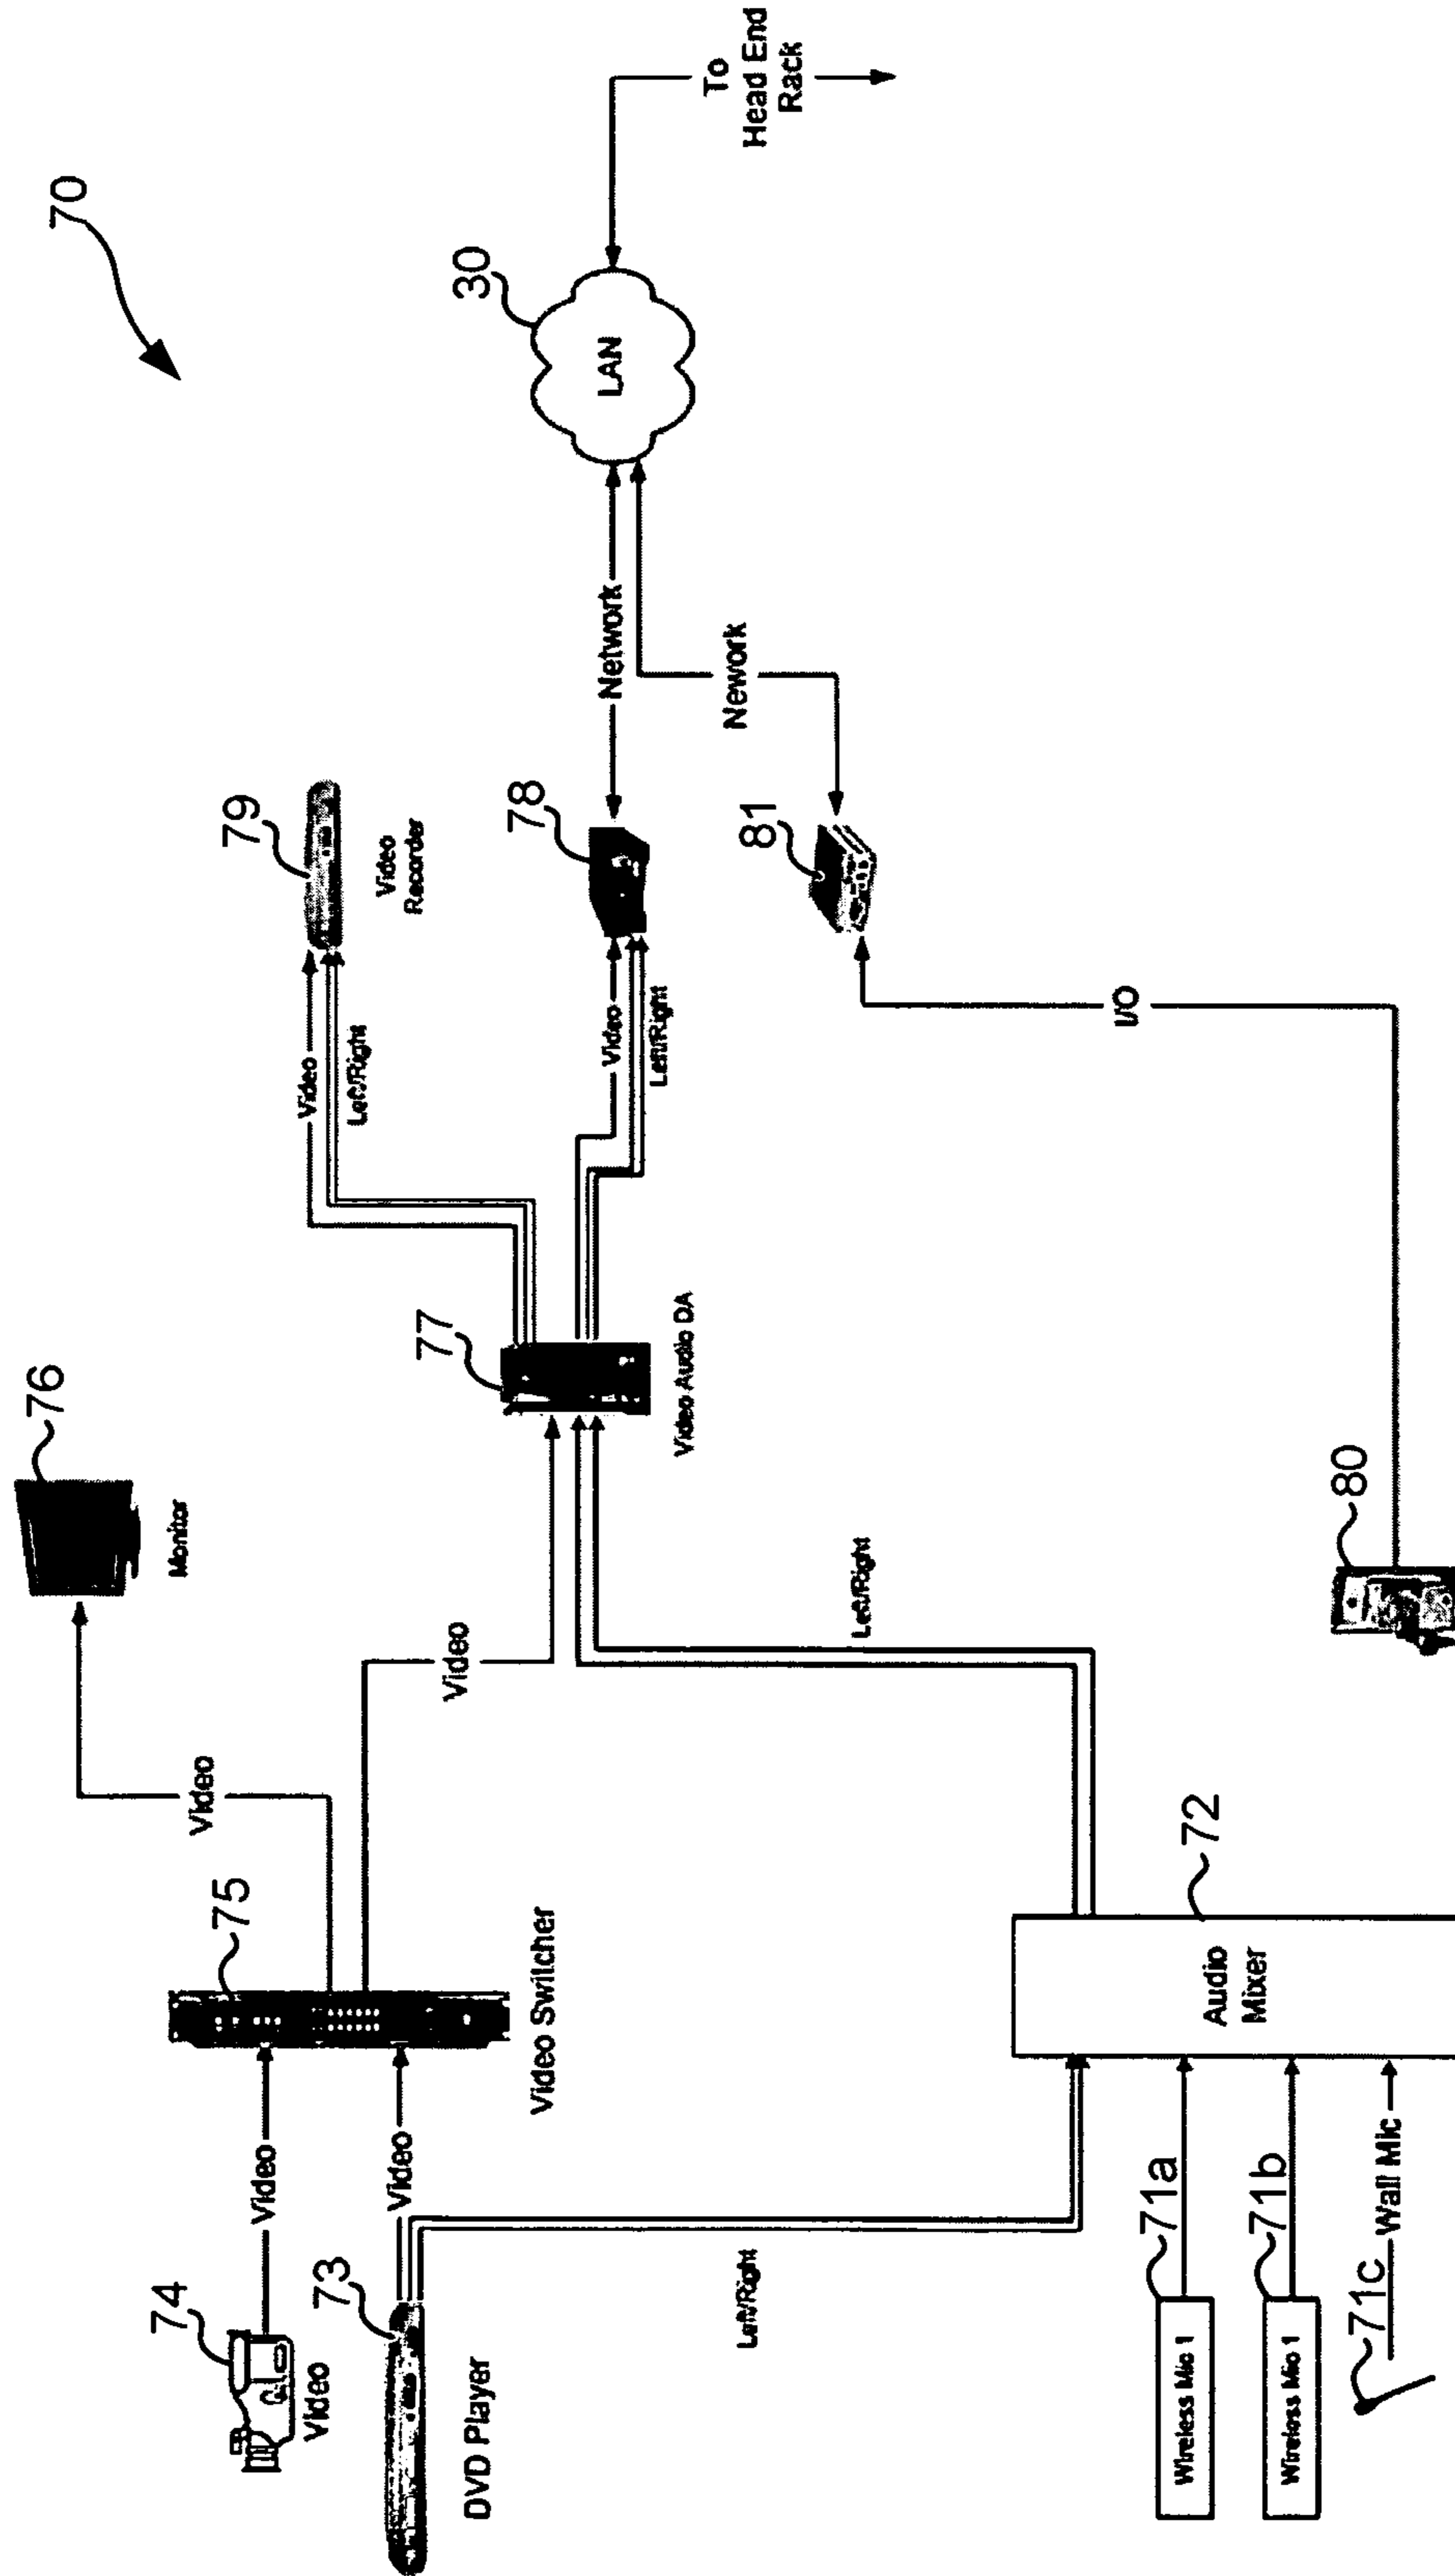 70
76
Monitor
Video
74
Video
Video
75
Video Switcher
73
DVD Player
Video
Video
77
Video Audio DA
79
Video
Recorder
Video
Left/Right
78
Video
Left/Right
Network
30
LAN
To
Head End
Rack
Nework
81
I/O
80
Left/Right
72
Audio
Mixer
Left/Right
71a
Wireless Mic 1
71b
Wireless Mic 1
71c
Wall Mic